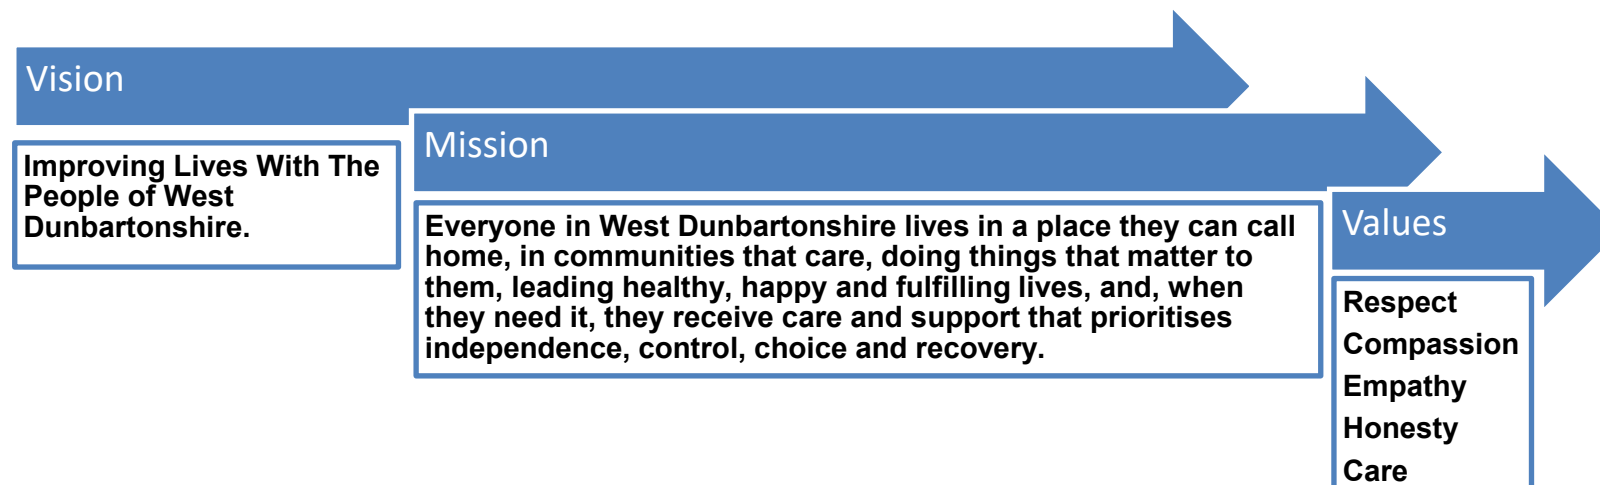 Vision
Improving Lives With The
People of West
Dunbartonshire.
Mission
Everyone in West Dunbartonshire lives in a place they can call
home, in communities that care, doing things that matter to
them, leading healthy, happy and fulfilling lives, and, when
they need it, they receive care and support that prioritises
independence, control, choice and recovery.
Values
Respect
Compassion
Empathy
Honesty
Care